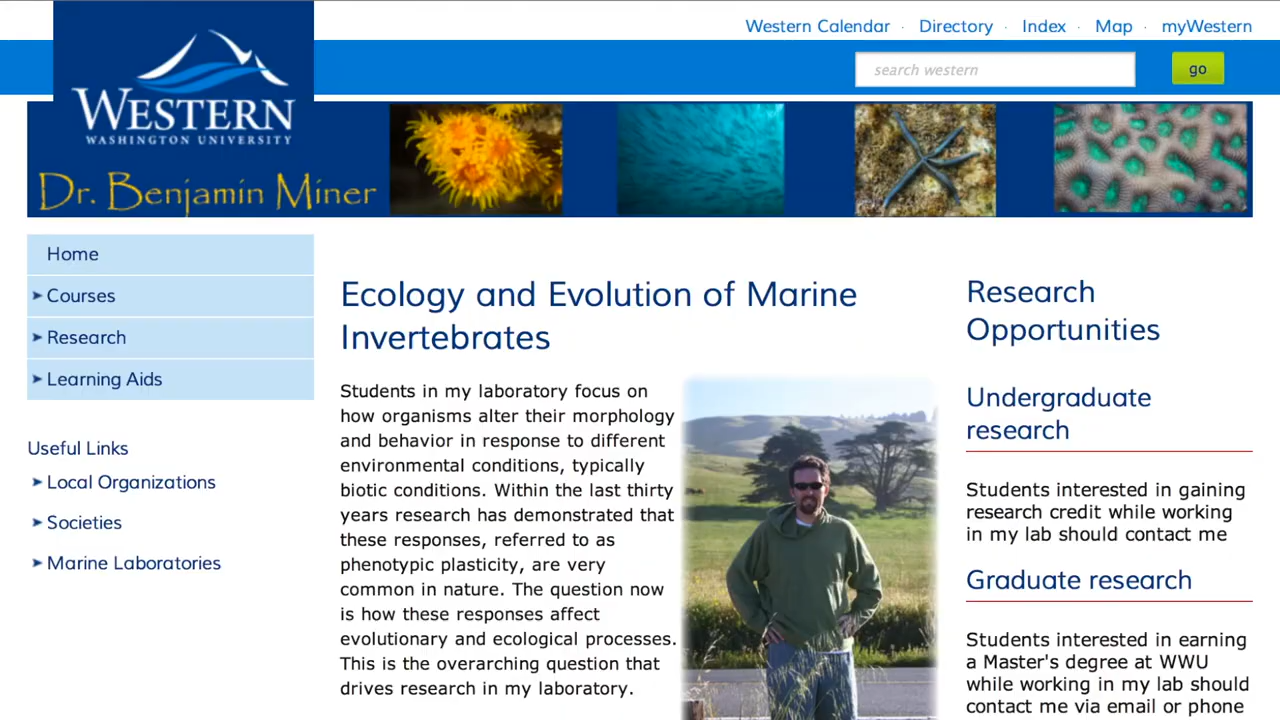 Western Calendar · Directory · Index · Map · myWestern
search western
go
WESTERN
WASHINGTON UNIVERSITY
Dr. Benjamin Miner
Home
Courses
Research
Learning Aids
Useful Links
Local Organizations
Societies
Marine Laboratories
Ecology and Evolution of Marine
Invertebrates
Students in my laboratory focus on
how organisms alter their morphology
and behavior in response to different
environmental conditions, typically
biotic conditions. Within the last thirty
years research has demonstrated that
these responses, referred to as
phenotypic plasticity, are very
common in nature. The question now
is how these responses affect
evolutionary and ecological processes.
This is the overarching question that
drives research in my laboratory.
Research
Opportunities
Undergraduate
research
Students interested in gaining
research credit while working
in my lab should contact me
Graduate research
Students interested in earning
a Master's degree at WWU
while working in my lab should
contact me via email or phone